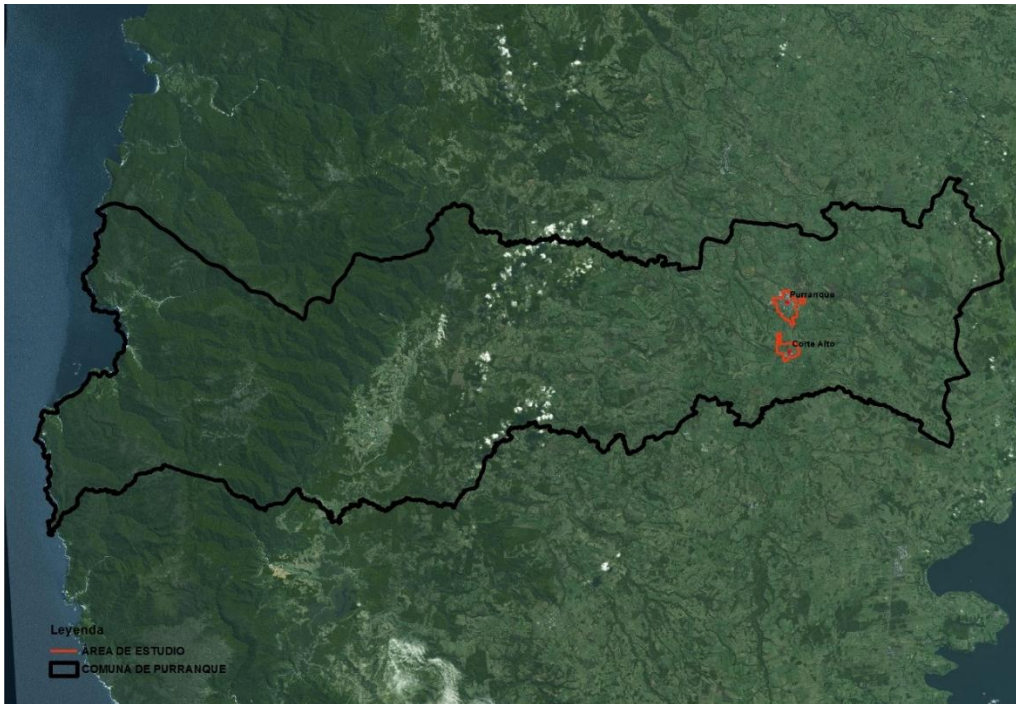 Purranque
Corte Alto
Leyenda
ÁREA DE ESTUDIO
COMUNA DE PURRANQUE